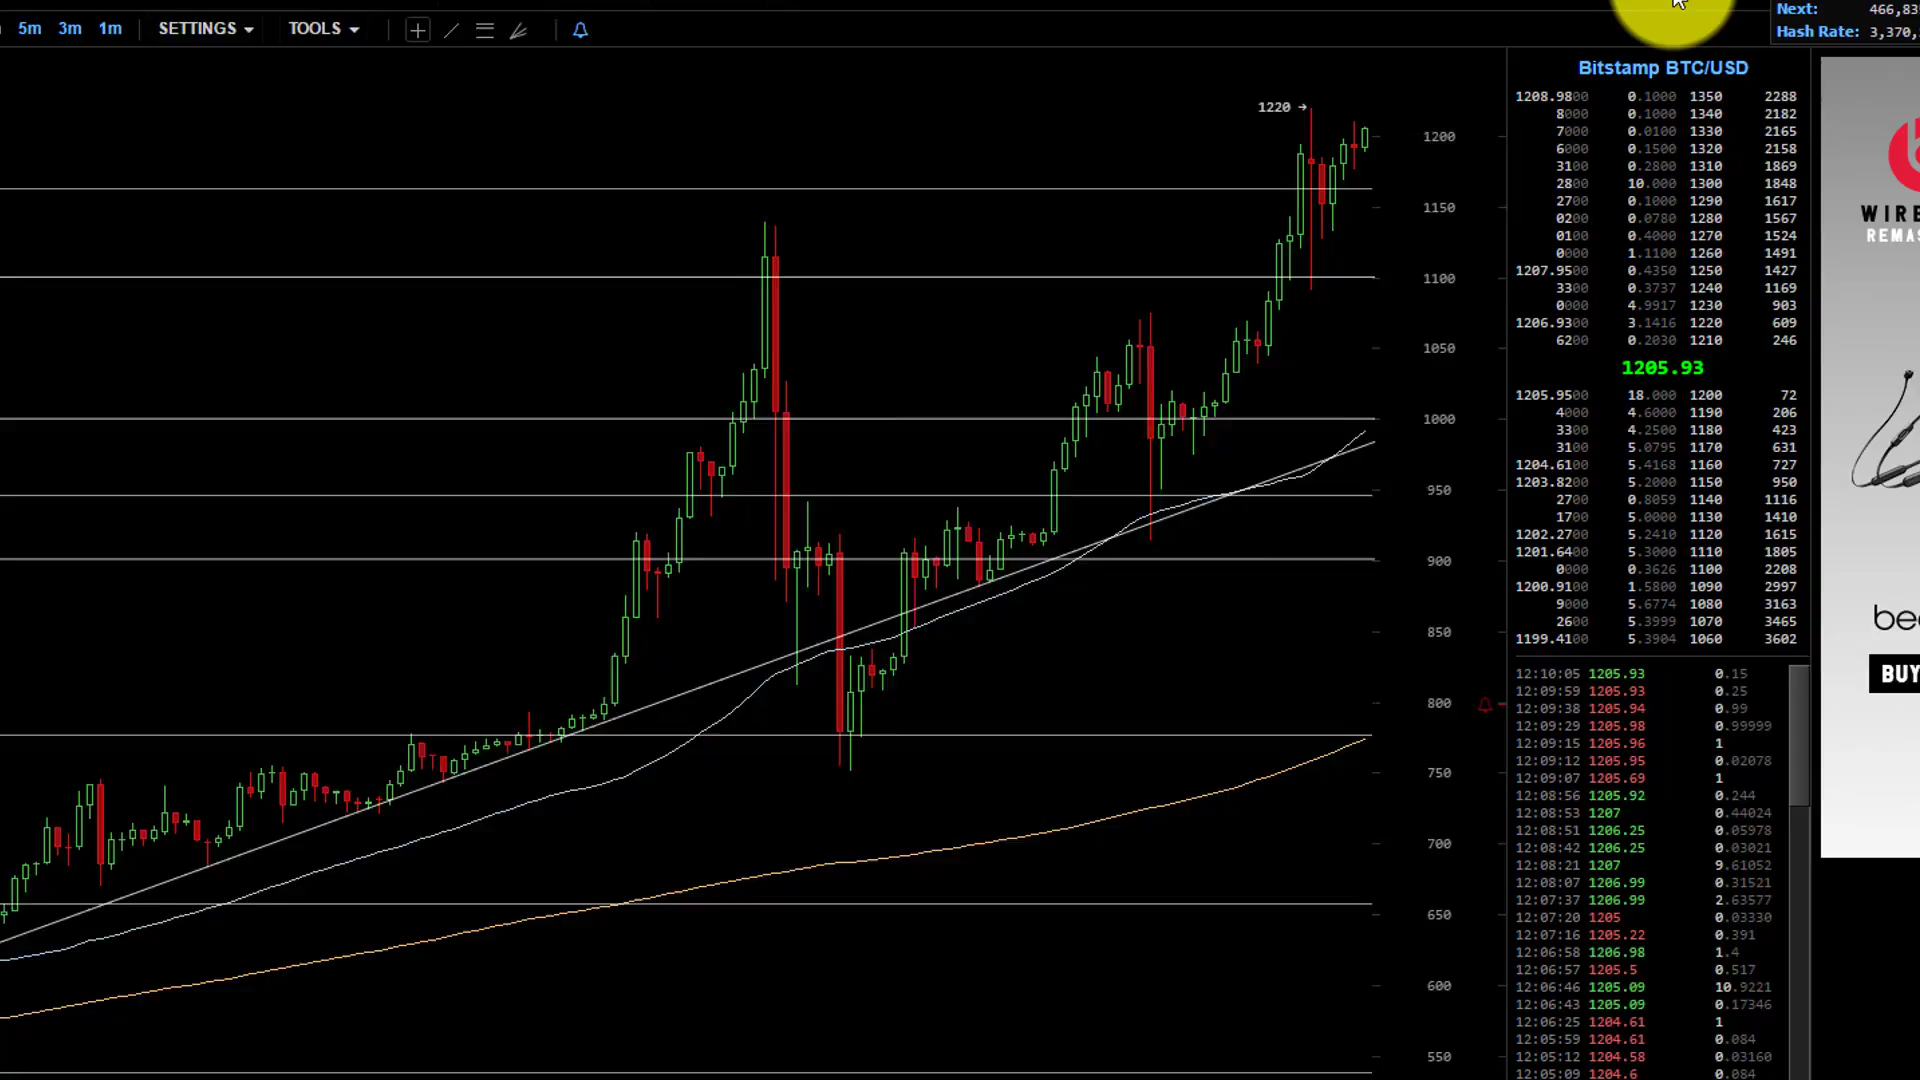 5m 3m 1m SETTINGS TOOLS
Next: 466,83
Hash Rate: 3,370,
Bitstamp BTC/USD
1208.9800 0.1000 1350 2288
8000 0.1000 1340 2182
7000 0.0100 1330 2165
6000 0.1500 1320 2158
3100 0.2800 1310 1869
2800 10.000 1300 1848
2700 0.1000 1290 1617
0200 0.0780 1280 1567
0100 0.4000 1270 1524
0000 1.1100 1260 1491
1207.9500 0.4350 1250 1427
3300 0.3737 1240 1169
0000 4.9917 1230 903
1206.9300 3.1416 1220 609
6200 0.2030 1210 246
1205.93
1205.9500 18.000 1200 72
4000 4.6000 1190 206
3300 4.2500 1180 423
3100 5.0795 1170 631
1204.6100 5.4168 1160 727
1203.8200 5.2000 1150 950
2700 0.8059 1140 1116
1700 5.0000 1130 1410
1202.2700 5.2410 1120 1615
1201.6400 5.3000 1110 1805
0000 0.3626 1100 2208
1200.9100 1.5800 1090 2997
9000 5.6774 1080 3163
2600 5.3999 1070 3465
1199.4100 5.3904 1060 3602
12:10:05 1205.93 0.15
12:09:59 1205.93 0.25
12:09:38 1205.94 0.99
12:09:29 1205.98 0.99999
12:09:15 1205.96 1
12:09:12 1205.95 0.02078
12:09:07 1205.69 1
12:08:56 1205.92 0.244
12:08:53 1207 0.44024
12:08:51 1206.25 0.05978
12:08:42 1206.25 0.03021
12:08:21 1207 9.61052
12:08:07 1206.99 0.31521
12:07:37 1206.99 2.63577
12:07:20 1205 0.03330
12:07:16 1205.22 0.391
12:06:58 1206.98 1.4
12:06:57 1205.5 0.517
12:06:46 1205.09 10.9221
12:06:43 1205.09 0.17346
12:06:25 1204.61 1
12:05:59 1204.61 0.084
12:05:12 1204.58 0.03160
12:05:09 1204.6 0.084
1220 →
1200
1150
1100
1050
1000
950
900
850
800
750
700
650
600
550
WIRE
REMAS
be
BUY